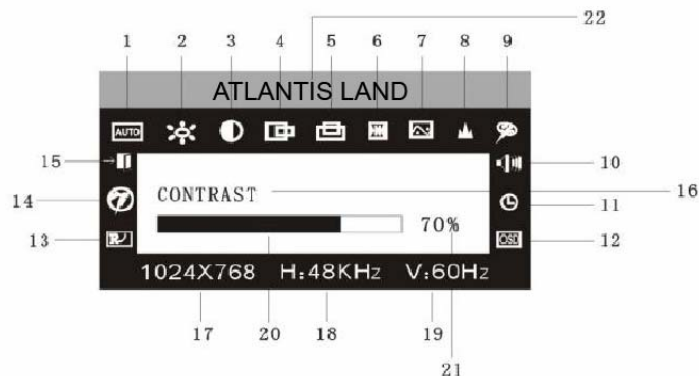 22
1 2 3 4 5 6 7 8 9
ATLANTIS LAND
AUTO
15 10
CONTRAST 16
14 11
70%
13 OSD 12
1024X768 H:48KHz V:60Hz
17 20 18 19
21